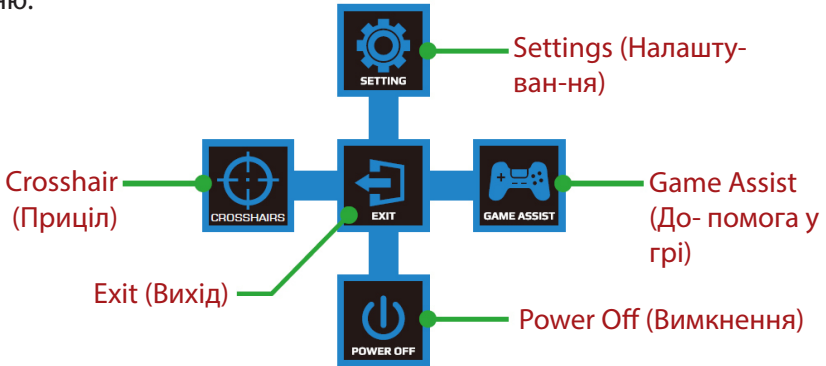 ню.
SETTING
Settings (Налашту-
ван-ня)
Crosshair
(Приціл)
CROSSHAIRS
EXIT
GAME ASSIST
Game Assist
(До- помога у
грі)
Exit (Вихід)
POWER OFF
Power Off (Вимкнення)